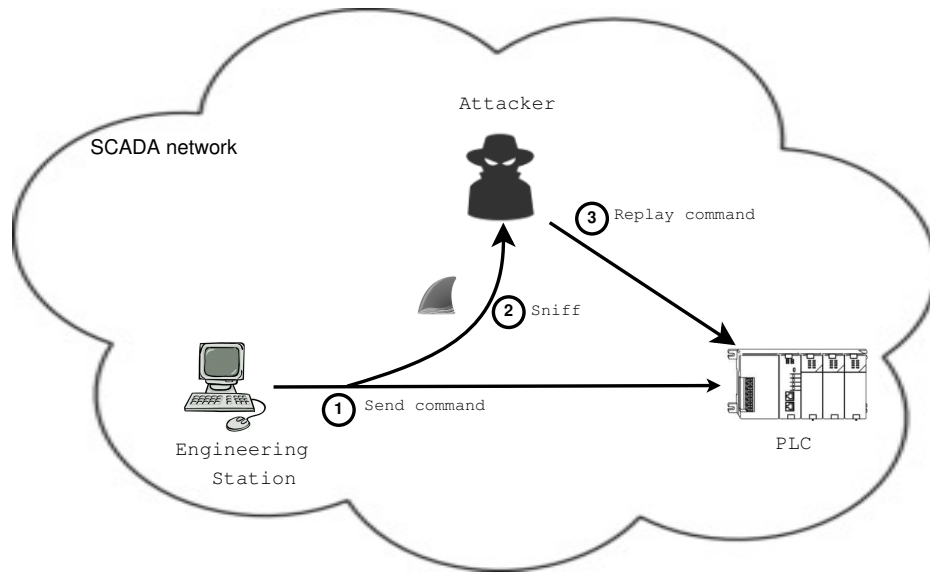 Attacker
SCADA network
3 Replay command
2 Sniff
1 Send command
Engineering
Station
PLC